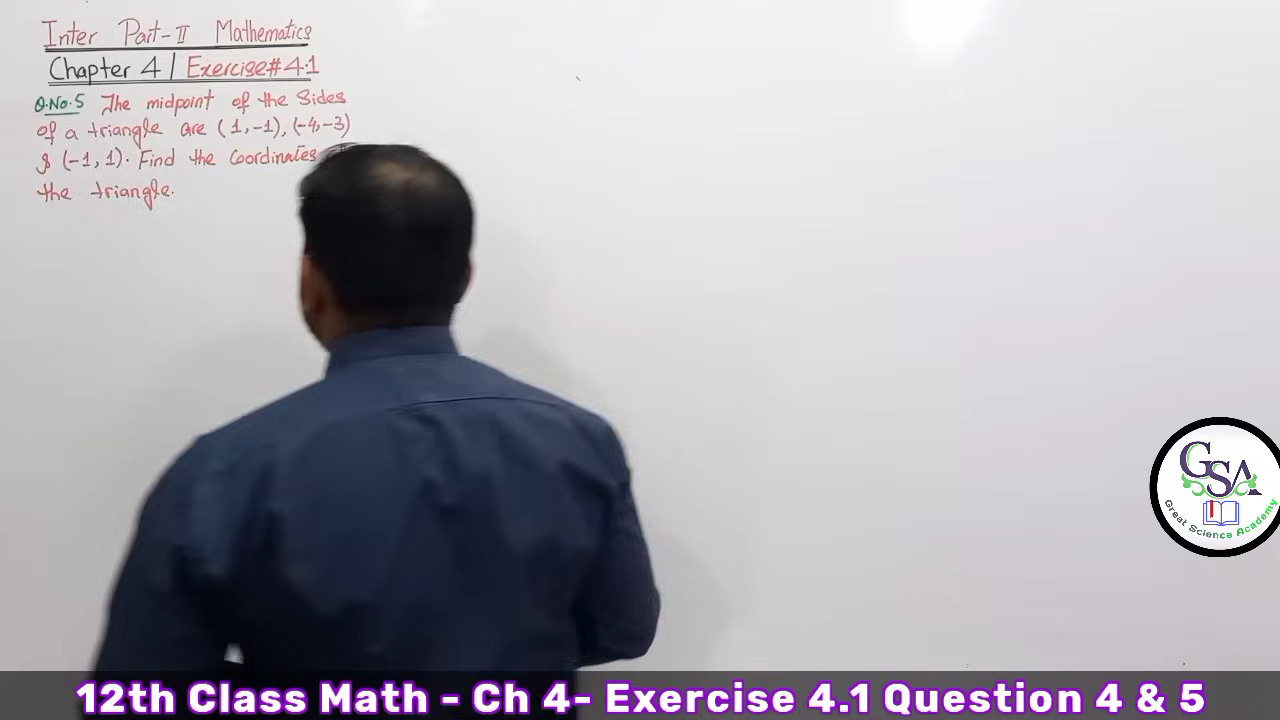 Inter Part-II Mathematics
Chapter 4 | Exercise#4.1
Q.No.5 The midpoint of the Sides
of a triangle are (1,-1), (-4,-3)
& (-1, 1). Find the Coordinates
the triangle.
GSA
Great Science Academy
12th Class Math - Ch 4- Exercise 4.1 Question 4 & 5